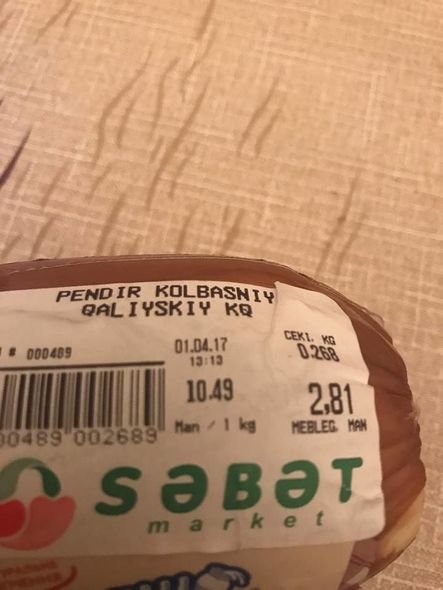 PENDIR KOLBASNIY
QALIYSKIY KQ
# 000489
01.04.17
13:13
ÇEKI. KG
0.268
10.49
Man / 1 kg
2,81
MEBLEG. MAN
00489 002689
SƏBƏT
market